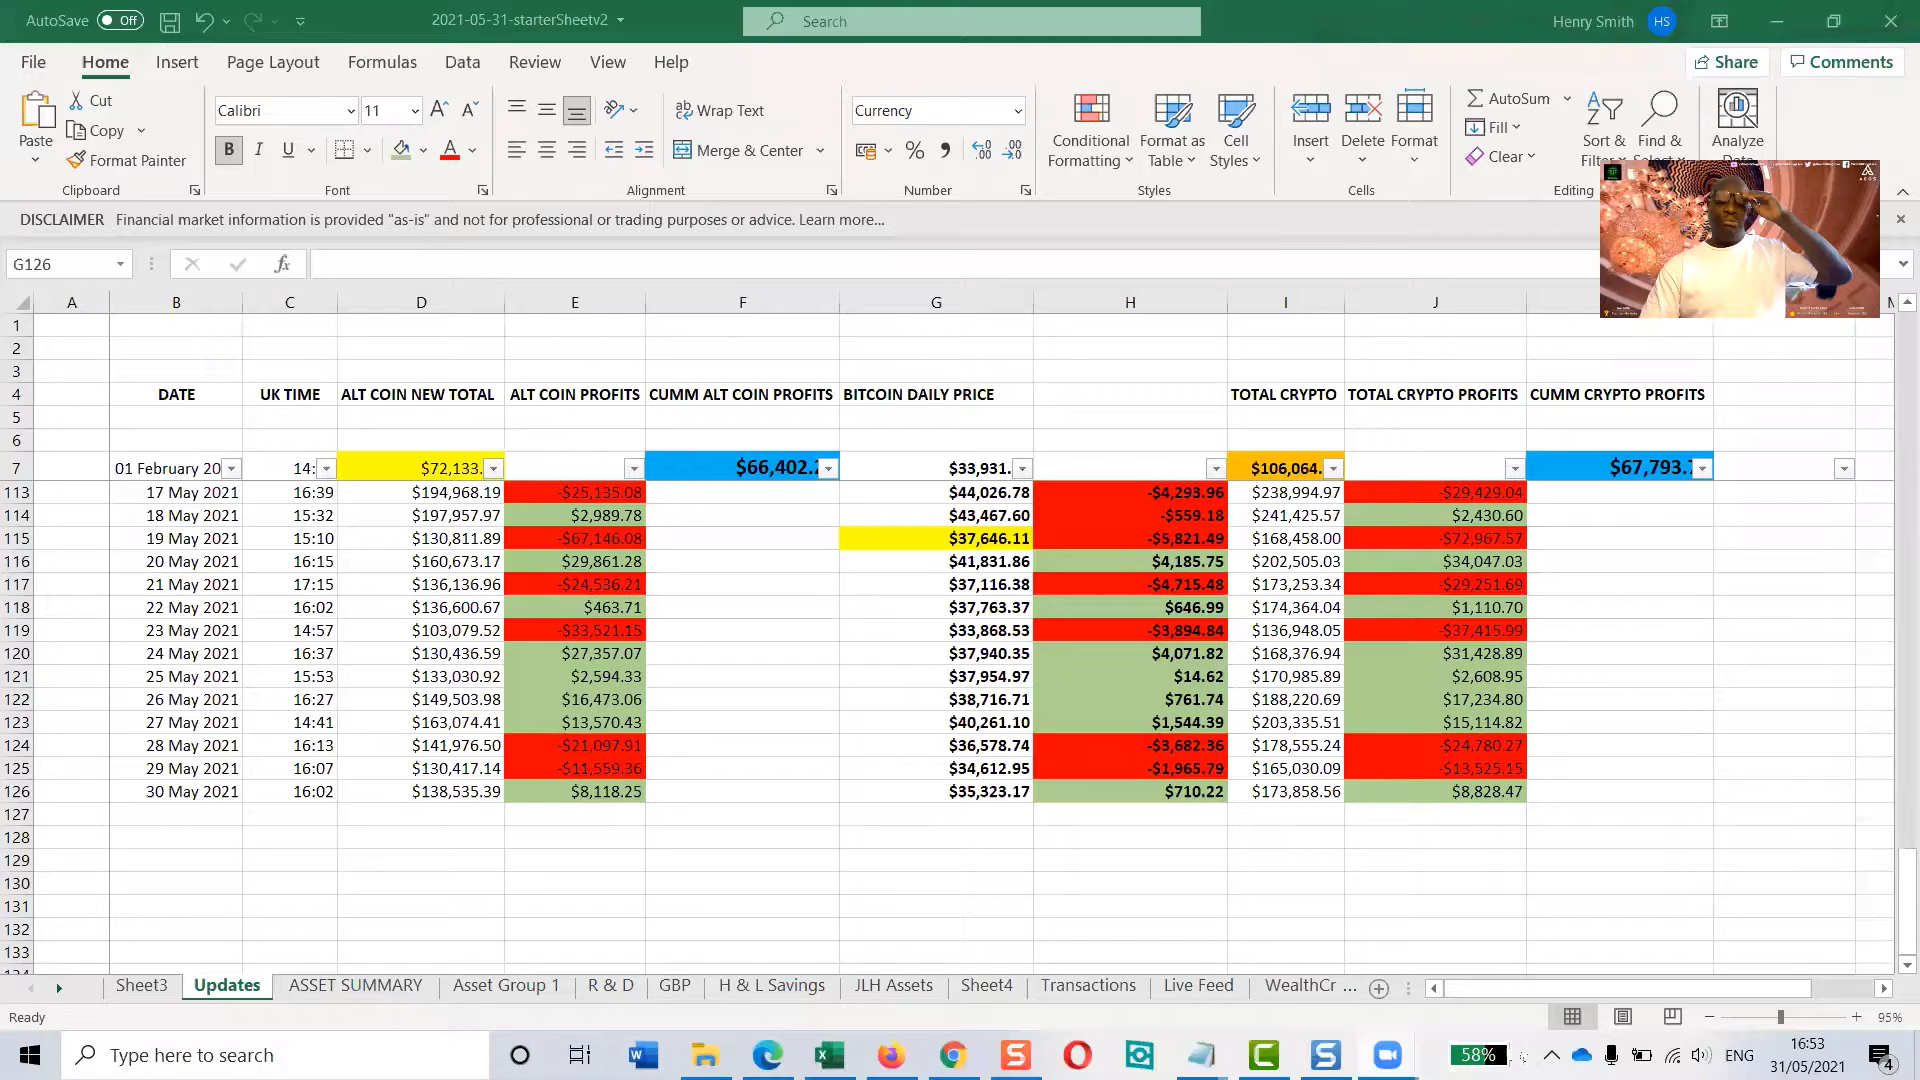 AutoSave Off 2021-05-31-starterSheetv2 Search Henry Smith HS
File Home Insert Page Layout Formulas Data Review View Help Share Comments
Paste Cut Copy Format Painter Clipboard
Calibri 11 B I U Font
Wrap Text Merge & Center Alignment
Currency Number
Conditional Formatting Format as Table Cell Styles Styles
Insert Delete Format Cells
AutoSum Fill Clear Sort & Filter Find & Select Editing
Analyze Data
DISCLAIMER Financial market information is provided "as-is" and not for professional or trading purposes or advice. Learn more...
G126 fx
A B C D E F G H I J
1
2
3
4 DATE UK TIME ALT COIN NEW TOTAL ALT COIN PROFITS CUMM ALT COIN PROFITS BITCOIN DAILY PRICE TOTAL CRYPTO TOTAL CRYPTO PROFITS CUMM CRYPTO PROFITS
5
6
7 01 February 20 14: $72,133. $66,402. $33,931. $106,064. $67,793.
113 17 May 2021 16:39 $194,968.19 -$25,135.08 $44,026.78 -$4,293.96 $238,994.97 -$29,429.04
114 18 May 2021 15:32 $197,957.97 $2,989.78 $43,467.60 -$559.18 $241,425.57 $2,430.60
115 19 May 2021 15:10 $130,811.89 -$67,146.08 $37,646.11 -$5,821.49 $168,458.00 -$72,967.57
116 20 May 2021 16:15 $160,673.17 $29,861.28 $41,831.86 $4,185.75 $202,505.03 $34,047.03
117 21 May 2021 17:15 $136,136.96 -$24,536.21 $37,116.38 -$4,715.48 $173,253.34 -$29,251.69
118 22 May 2021 16:02 $136,600.67 $463.71 $37,763.37 $646.99 $174,364.04 $1,110.70
119 23 May 2021 14:57 $103,079.52 -$33,521.15 $33,868.53 -$3,894.84 $136,948.05 -$37,415.99
120 24 May 2021 16:37 $130,436.59 $27,357.07 $37,940.35 $4,071.82 $168,376.94 $31,428.89
121 25 May 2021 15:53 $133,030.92 $2,594.33 $37,954.97 $14.62 $170,985.89 $2,608.95
122 26 May 2021 16:27 $149,503.98 $16,473.06 $38,716.71 $761.74 $188,220.69 $17,234.80
123 27 May 2021 14:41 $163,074.41 $13,570.43 $40,261.10 $1,544.39 $203,335.51 $15,114.82
124 28 May 2021 16:13 $141,976.50 -$21,097.91 $36,578.74 -$3,682.36 $178,555.24 -$24,780.27
125 29 May 2021 16:07 $130,417.14 -$11,559.36 $34,612.95 -$1,965.79 $165,030.09 -$13,525.15
126 30 May 2021 16:02 $138,535.39 $8,118.25 $35,323.17 $710.22 $173,858.56 $8,828.47
127
128
129
130
131
132
133
Sheet3 Updates ASSET SUMMARY Asset Group 1 R & D GBP H & L Savings JLH Assets Sheet4 Transactions Live Feed WealthCr ...
Ready 95%
Type here to search 58% ENG 16:53
31/05/2021 4